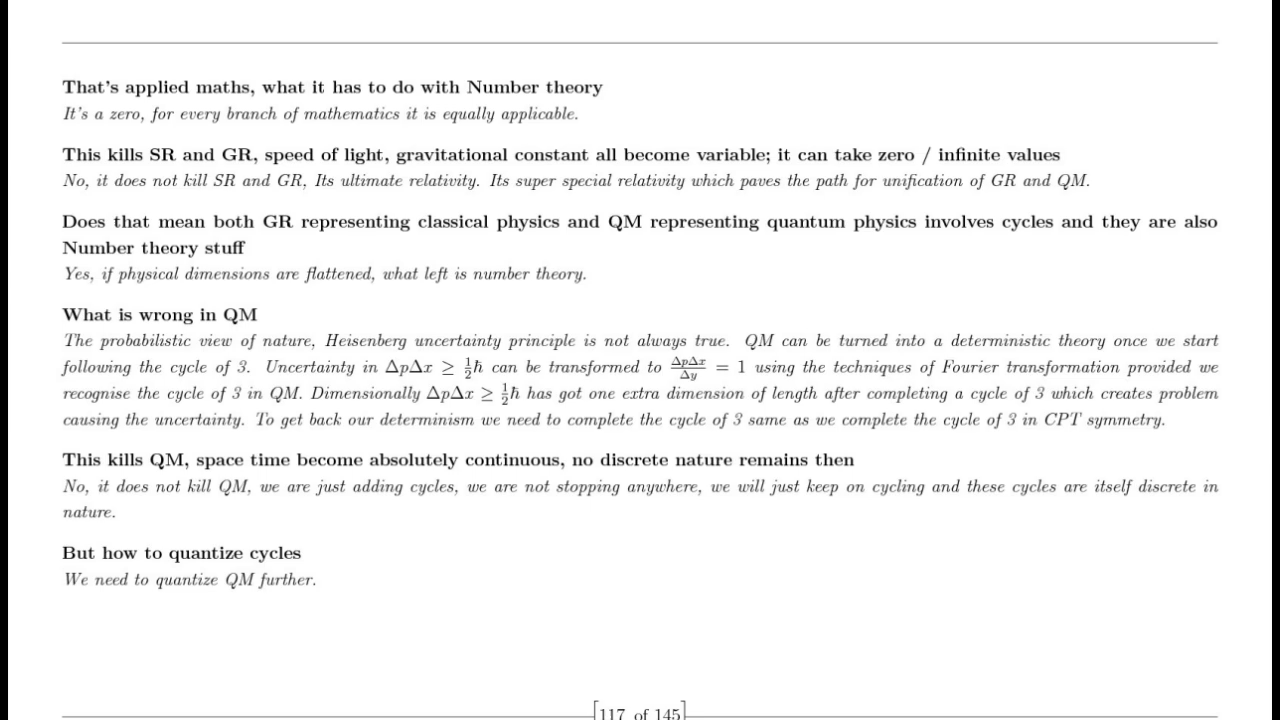 That's applied maths, what it has to do with Number theory
It's a zero, for every branch of mathematics it is equally applicable.
This kills SR and GR, speed of light, gravitational constant all become variable; it can take zero / infinite values
No, it does not kill SR and GR, Its ultimate relativity. Its super special relativity which paves the path for unification of GR and QM.
Does that mean both GR representing classical physics and QM representing quantum physics involves cycles and they are also
Number theory stuff
Yes, if physical dimensions are flattened, what left is number theory.
What is wrong in QM
The probabilistic view of nature, Heisenberg uncertainty principle is not always true. QM can be turned into a deterministic theory once we start
following the cycle of 3. Uncertainty in ΔpΔx ≥ ½ℏ can be transformed to ΔpΔx/Δy = 1 using the techniques of Fourier transformation provided we
recognise the cycle of 3 in QM. Dimensionally ΔpΔx ≥ ½ℏ has got one extra dimension of length after completing a cycle of 3 which creates problem
causing the uncertainty. To get back our determinism we need to complete the cycle of 3 same as we complete the cycle of 3 in CPT symmetry.
This kills QM, space time become absolutely continuous, no discrete nature remains then
No, it does not kill QM, we are just adding cycles, we are not stopping anywhere, we will just keep on cycling and these cycles are itself discrete in
nature.
But how to quantize cycles
We need to quantize QM further.
[117 of 145]